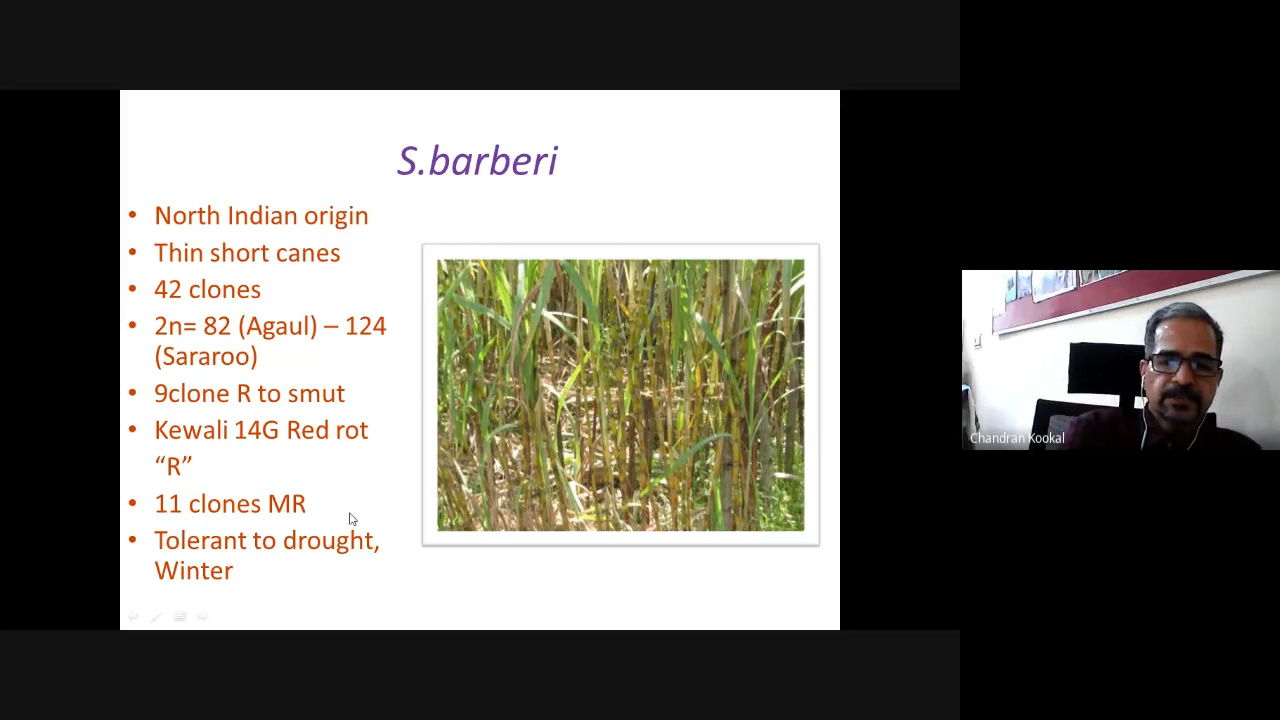 S.barberi
• North Indian origin
• Thin short canes
• 42 clones
• 2n= 82 (Agaul) – 124
(Sararoo)
• 9clone R to smut
• Kewali 14G Red rot
“R”
• 11 clones MR
• Tolerant to drought,
Winter
Chandran Kookal